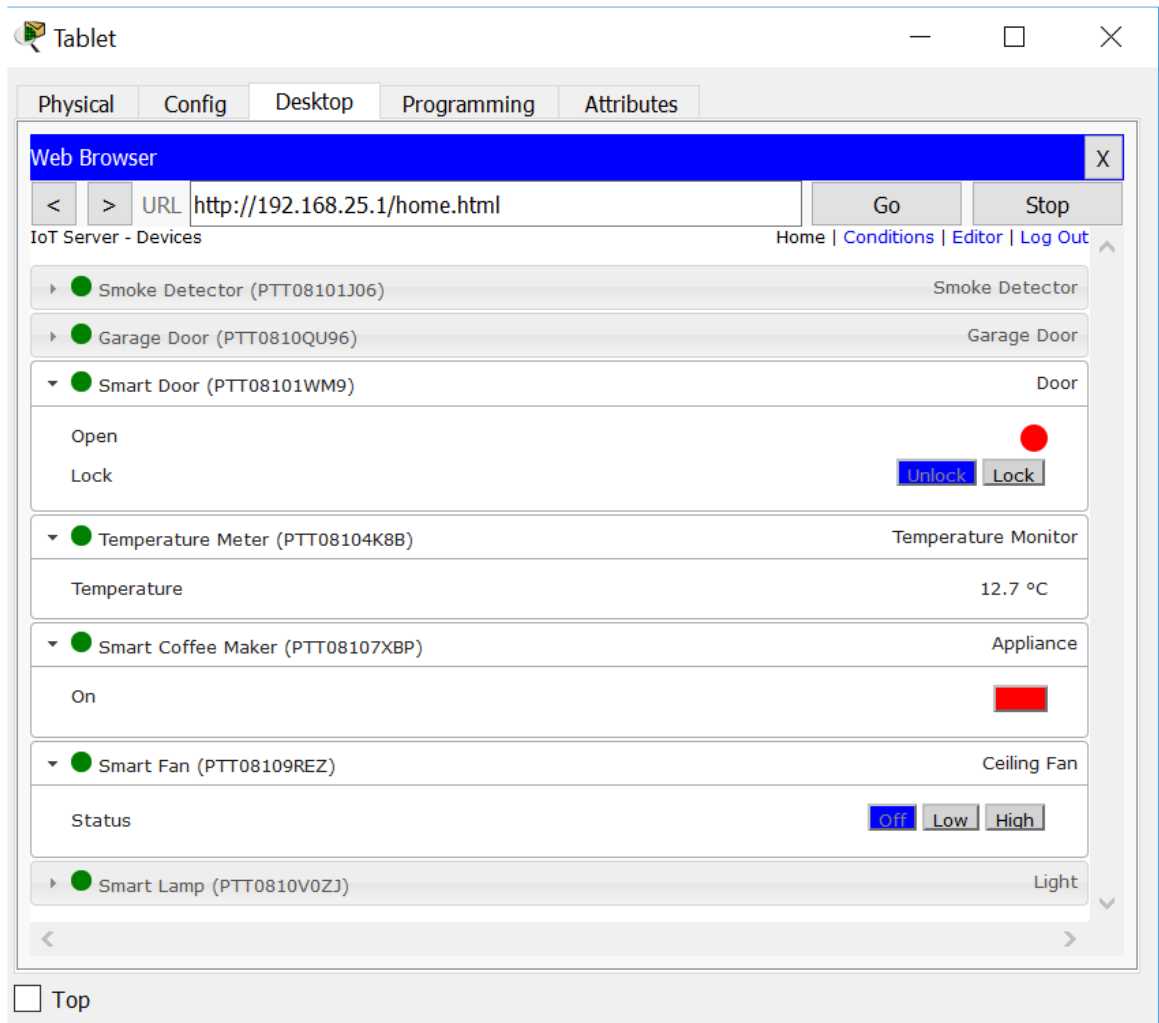 Tablet
Physical Config Desktop Programming Attributes
Web Browser X
< > URL http://192.168.25.1/home.html Go Stop
IoT Server - Devices Home | Conditions | Editor | Log Out
Smoke Detector (PTT08101J06) Smoke Detector
Garage Door (PTT0810QU96) Garage Door
Smart Door (PTT08101WM9) Door
Open
Lock Unlock Lock
Temperature Meter (PTT08104K8B) Temperature Monitor
Temperature 12.7 °C
Smart Coffee Maker (PTT08107XBP) Appliance
On
Smart Fan (PTT08109REZ) Ceiling Fan
Status Off Low High
Smart Lamp (PTT0810V0ZJ) Light
Top